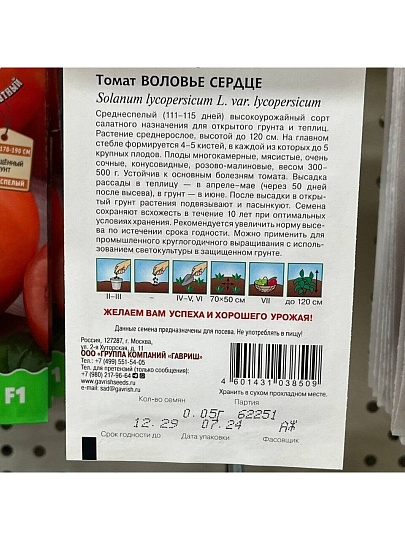 Томат ВОЛОВЬЕ СЕРДЦЕ
Solanum lycopersicum L. var. lycopersicum
Среднеспелый (111–115 дней) высокоурожайный сорт
салатного назначения для открытого грунта и теплиц.
Растение среднерослое, высотой до 120 см. На главном
стебле формируется 4–5 кистей, в каждой из которых до 5
крупных плодов. Плоды многокамерные, мясистые, очень
сочные, конусовидные, розово-малиновые, весом 300–
500 г. Устойчив к основным болезням томата. Высадка
рассады в теплицу — в апреле–мае (через 50 дней
после высева), в грунт — в июне. После высадки в откры-
тый грунт растения подвязывают и пасынкуют. Семена
сохраняют всхожесть в течение 10 лет при оптимальных
условиях хранения. Рекомендуется увеличить норму высе-
ва по истечении срока годности. Можно применить для
промышленного круглогодичного выращивания с исполь-
зованием светокультуры в защищенном грунте.
II–III – IV–V, VI 70×50 см VII до 120 см
ЖЕЛАЕМ ВАМ УСПЕХА И ХОРОШЕГО УРОЖАЯ!
Данные семена предназначены для посева. Не употреблять в пищу!
Россия, 127287, г. Москва,
ул. 2-я Хуторская, д. 11
ООО «ГРУППА КОМПАНИЙ «ГАВРИШ»
Тел.: +7 (499) 551-54-05
Тел. для претензий (только сообщения):
+7 (980) 217-96-64
www.gavrishseeds.ru
e-mail: sad@gavrish.ru
4 601431 038509
Хранить в сухом прохладном месте.
Кол-во семян Партия
0.05Г 62251
12.29 07.24 АЖ
Срок годности до Дата упаковки Фасовщик
170-190 СМ
F1